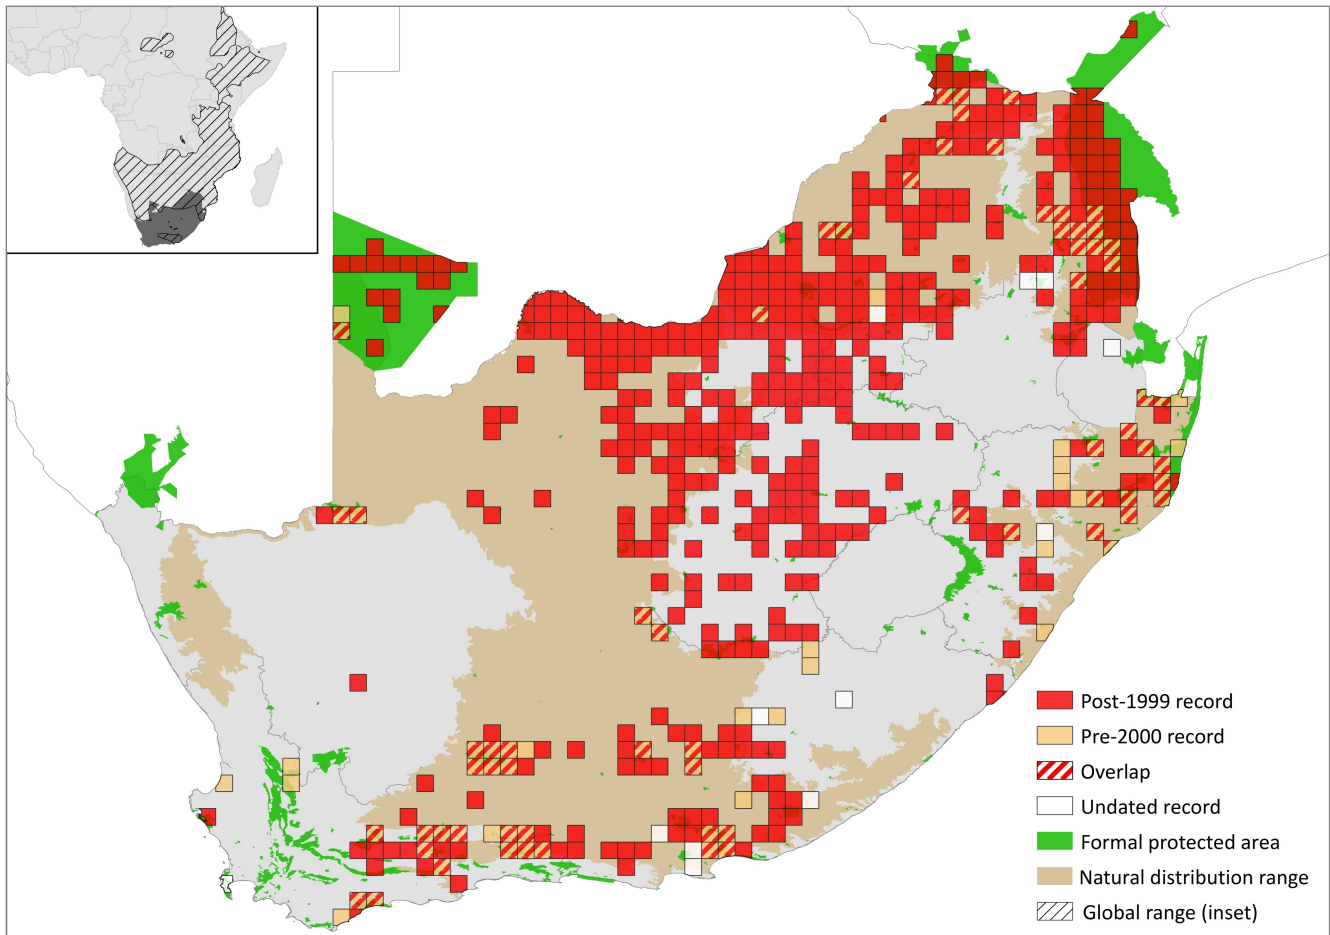 Post-1999 record
Pre-2000 record
Overlap
Undated record
Formal protected area
Natural distribution range
Global range (inset)